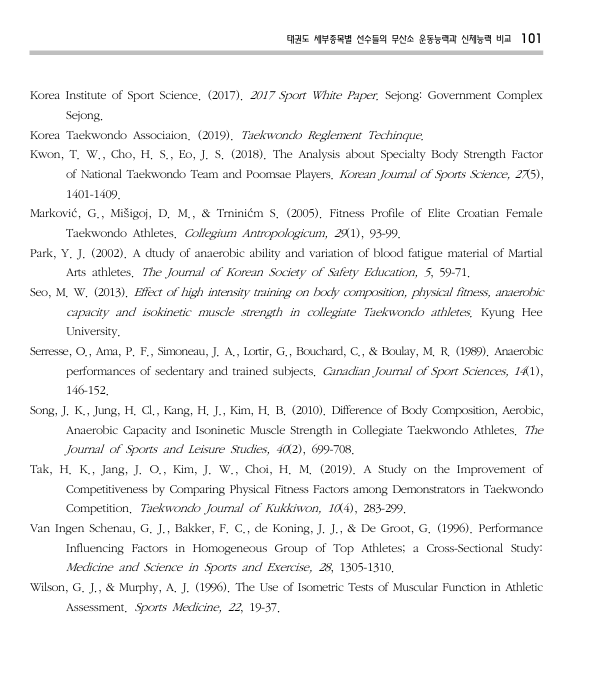 태권도 세부종목별 선수들의 무산소 운동능력과 신체능력 비교 101
Korea Institute of Sport Science. (2017). 2017 Sport White Paper. Sejong: Government Complex
Sejong.
Korea Taekwondo Associaion. (2019). Taekwondo Reglement Techinque.
Kwon, T. W., Cho, H. S., Eo, J. S. (2018). The Analysis about Specialty Body Strength Factor
of National Taekwondo Team and Poomsae Players. Korean Journal of Sports Science, 27(5),
1401-1409.
Marković, G., Mišigoj, D. M., & Trninićm S. (2005). Fitness Profile of Elite Croatian Female
Taekwondo Athletes. Collegium Antropologicum, 29(1), 93-99.
Park, Y. J. (2002). A dtudy of anaerobic ability and variation of blood fatigue material of Martial
Arts athletes. The Journal of Korean Society of Safety Education, 5, 59-71.
Seo, M. W. (2013). Effect of high intensity training on body composition, physical fitness, anaerobic
capacity and isokinetic muscle strength in collegiate Taekwondo athletes. Kyung Hee
University.
Serresse, O., Ama, P. F., Simoneau, J. A., Lortir, G., Bouchard, C., & Boulay, M. R. (1989). Anaerobic
performances of sedentary and trained subjects. Canadian Journal of Sport Sciences, 14(1),
146-152.
Song, J. K., Jung, H. Cl., Kang, H. J., Kim, H. B. (2010). Difference of Body Composition, Aerobic,
Anaerobic Capacity and Isoninetic Muscle Strength in Collegiate Taekwondo Athletes. The
Journal of Sports and Leisure Studies, 40(2), 699-708.
Tak, H. K., Jang, J. O., Kim, J. W., Choi, H. M. (2019). A Study on the Improvement of
Competitiveness by Comparing Physical Fitness Factors among Demonstrators in Taekwondo
Competition. Taekwondo Journal of Kukkiwon, 10(4), 283-299.
Van Ingen Schenau, G. J., Bakker, F. C., de Koning, J. J., & De Groot, G. (1996). Performance
Influencing Factors in Homogeneous Group of Top Athletes; a Cross-Sectional Study:
Medicine and Science in Sports and Exercise, 28, 1305-1310.
Wilson, G. J., & Murphy, A. J. (1996). The Use of Isometric Tests of Muscular Function in Athletic
Assessment. Sports Medicine, 22, 19-37.